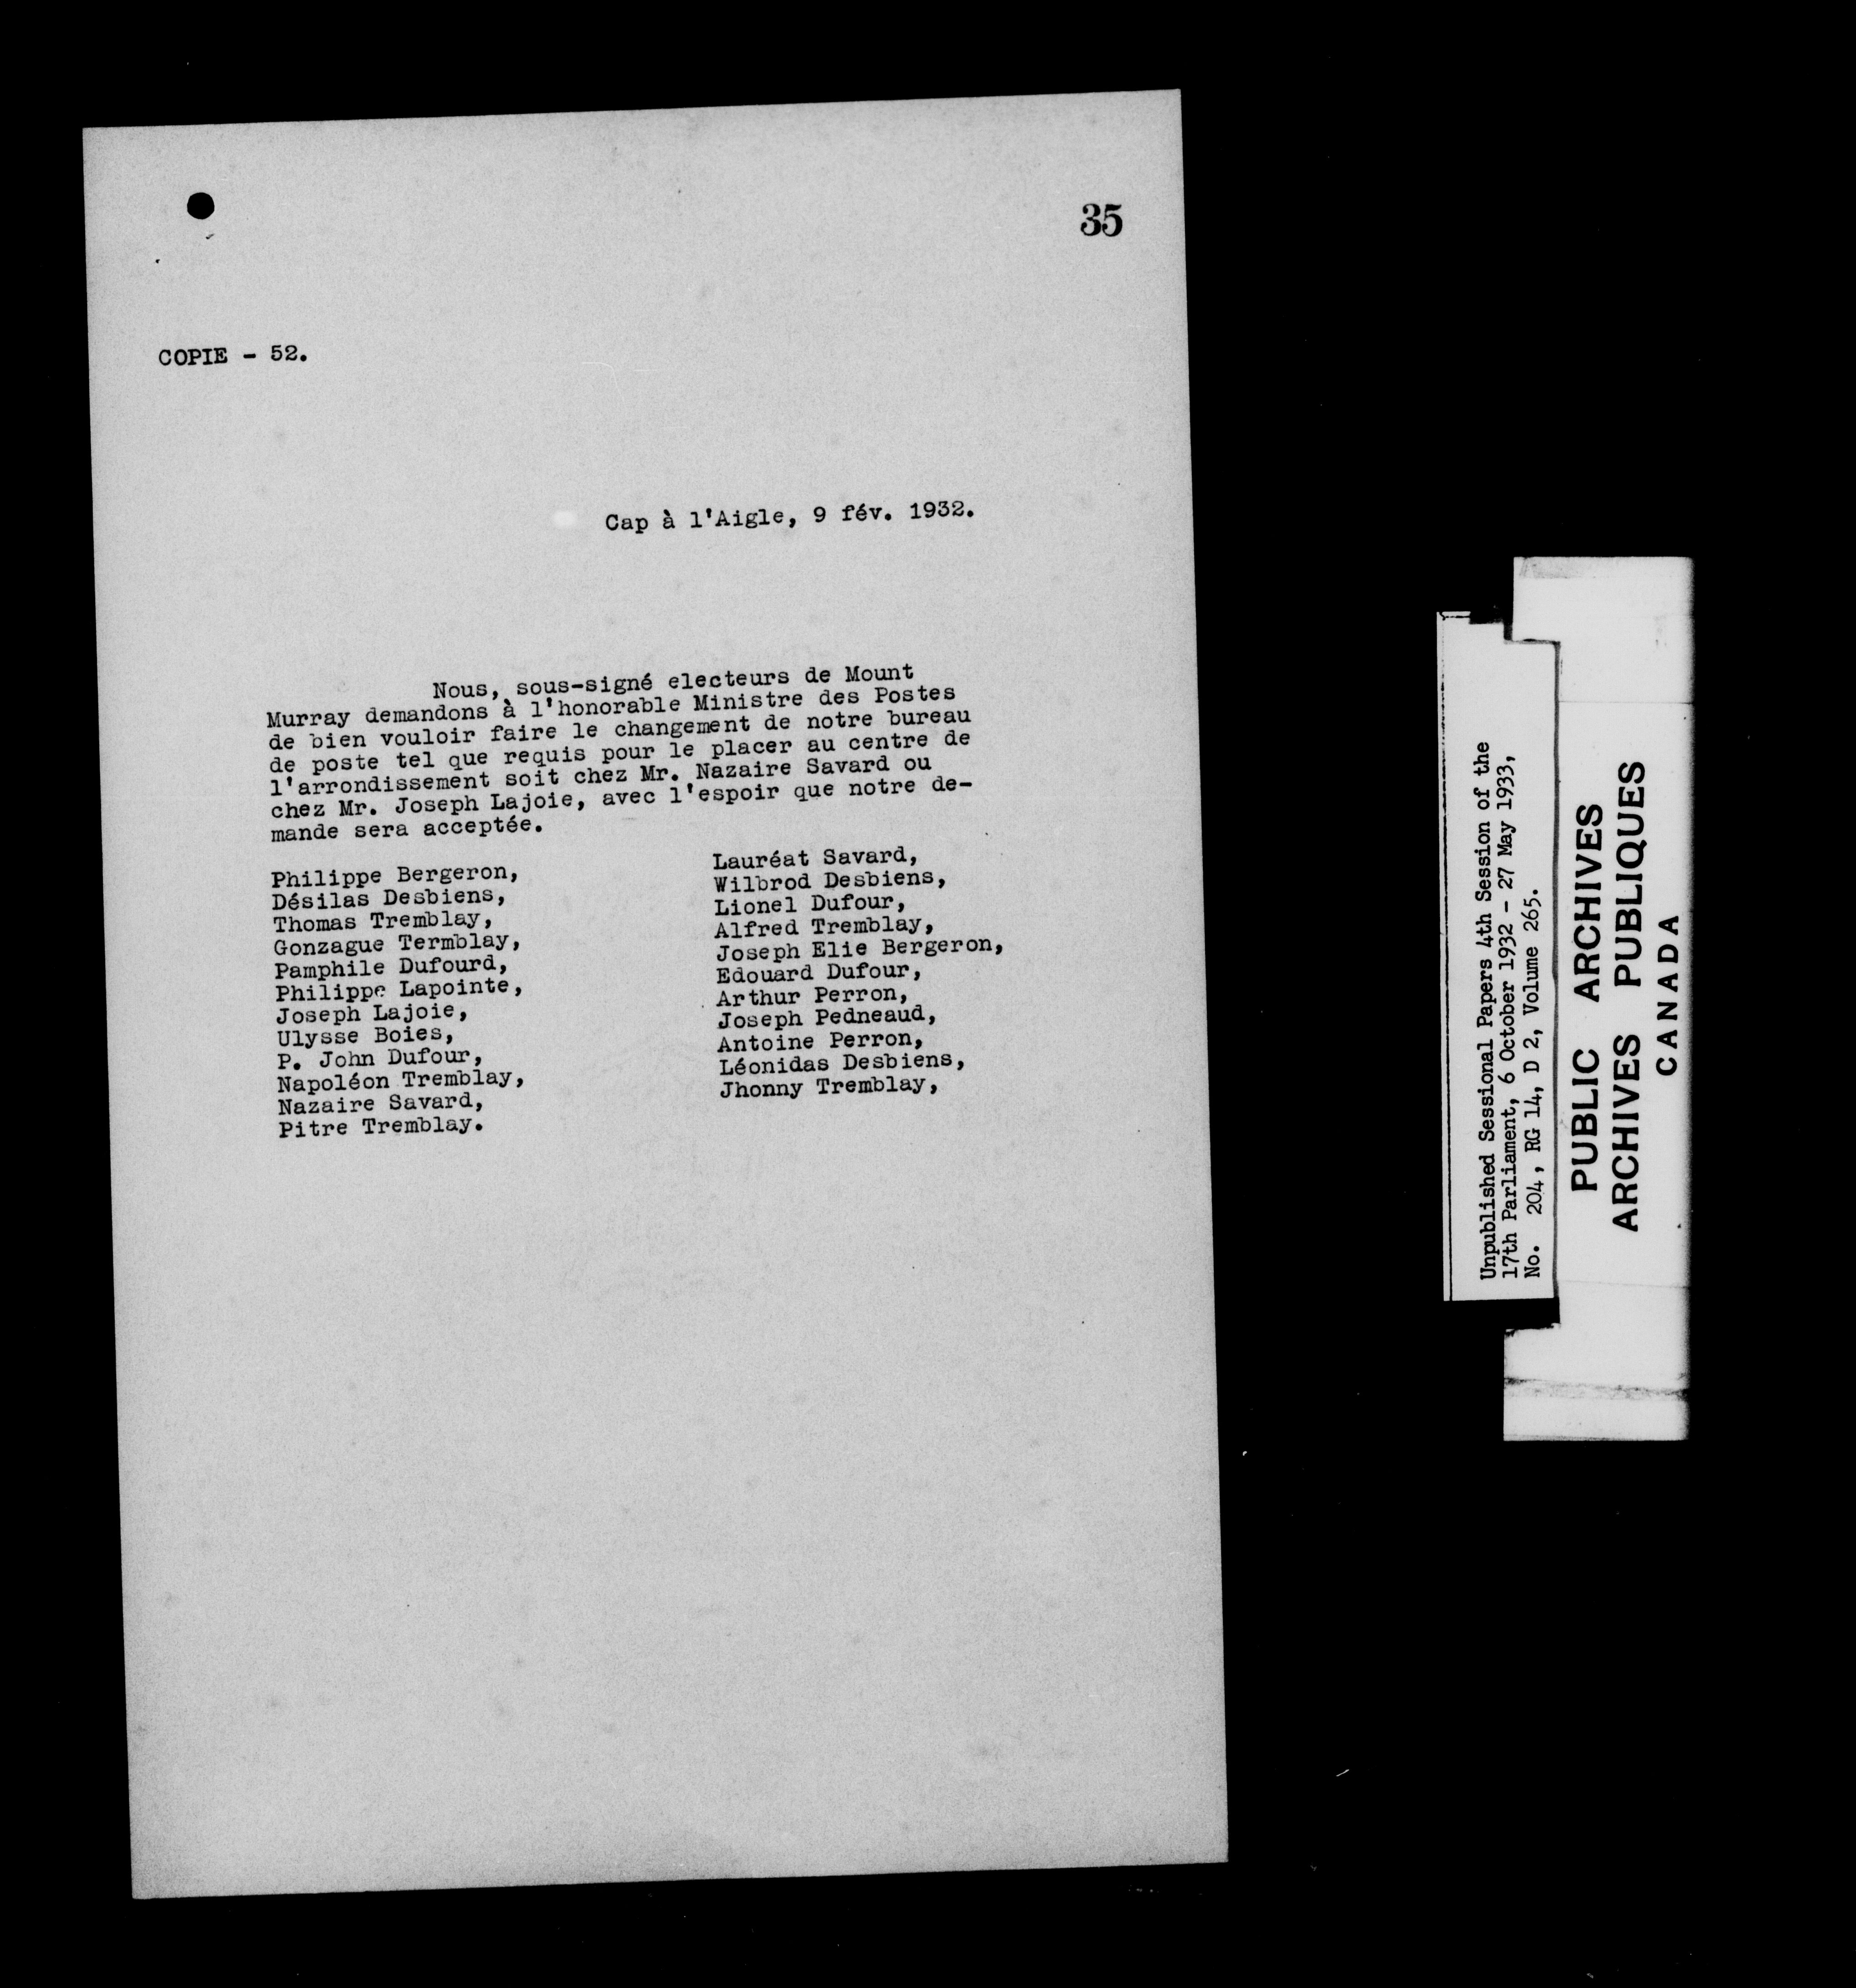 35
COPIE - 52.
Cap à l'Aigle, 9 fév. 1932.
Nous, sous-signé electeurs de Mount
Murray demandons à l'honorable Ministre des Postes
de bien vouloir faire le changement de notre bureau
de poste tel que requis pour le placer au centre de
l'arrondissement soit chez Mr. Nazaire Savard ou
chez Mr. Joseph Lajoie, avec l'espoir que notre de-
mande sera acceptée.
Philippe Bergeron,
Désilas Desbiens,
Thomas Tremblay,
Gonzague Termblay,
Pamphile Dufourd,
Philippe Lapointe,
Joseph Lajoie,
Ulysse Boies,
P. John Dufour,
Napoléon Tremblay,
Nazaire Savard,
Pitre Tremblay.
Lauréat Savard,
Wilbrod Desbiens,
Lionel Dufour,
Alfred Tremblay,
Joseph Elie Bergeron,
Edouard Dufour,
Arthur Perron,
Joseph Pedneaud,
Antoine Perron,
Léonidas Desbiens,
Jhonny Tremblay,
Unpublished Sessional Papers 4th Session of the
17th Parliament, 6 October 1932 - 27 May 1933,
No. 204, RG 14, D 2, Volume 265.
PUBLIC ARCHIVES
ARCHIVES PUBLIQUES
CANADA